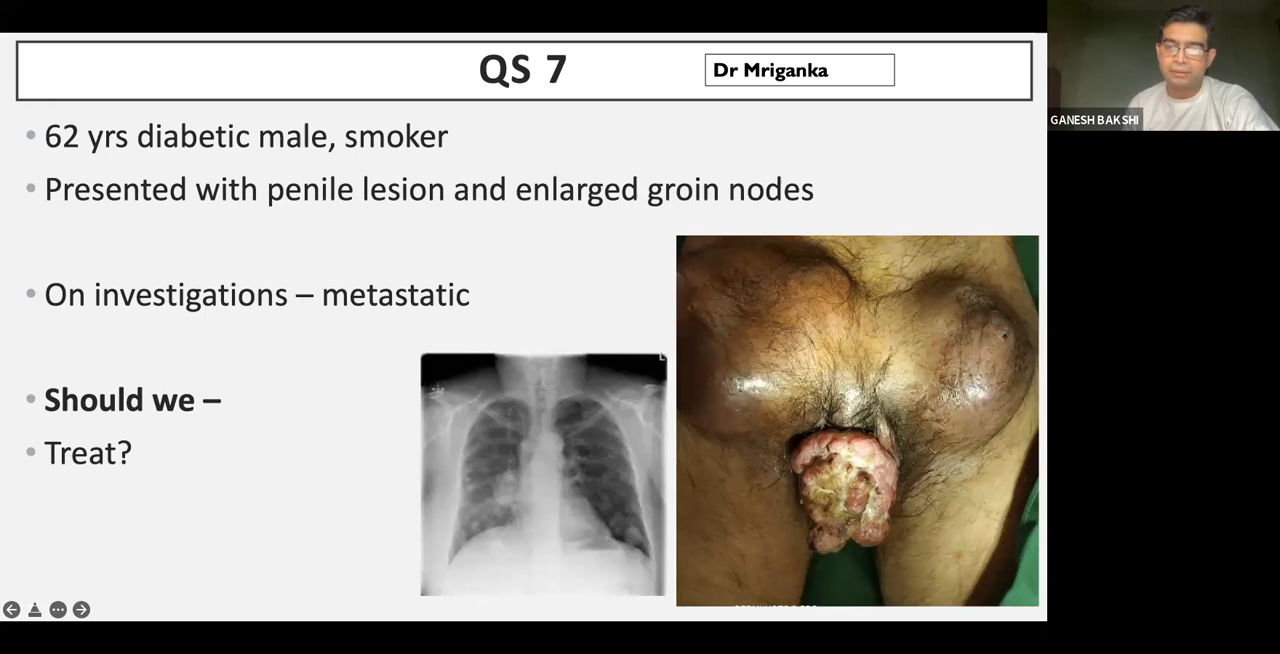 QS 7
Dr Mriganka
GANESH BAKSHI
• 62 yrs diabetic male, smoker
• Presented with penile lesion and enlarged groin nodes
• On investigations – metastatic
• Should we –
• Treat?
L